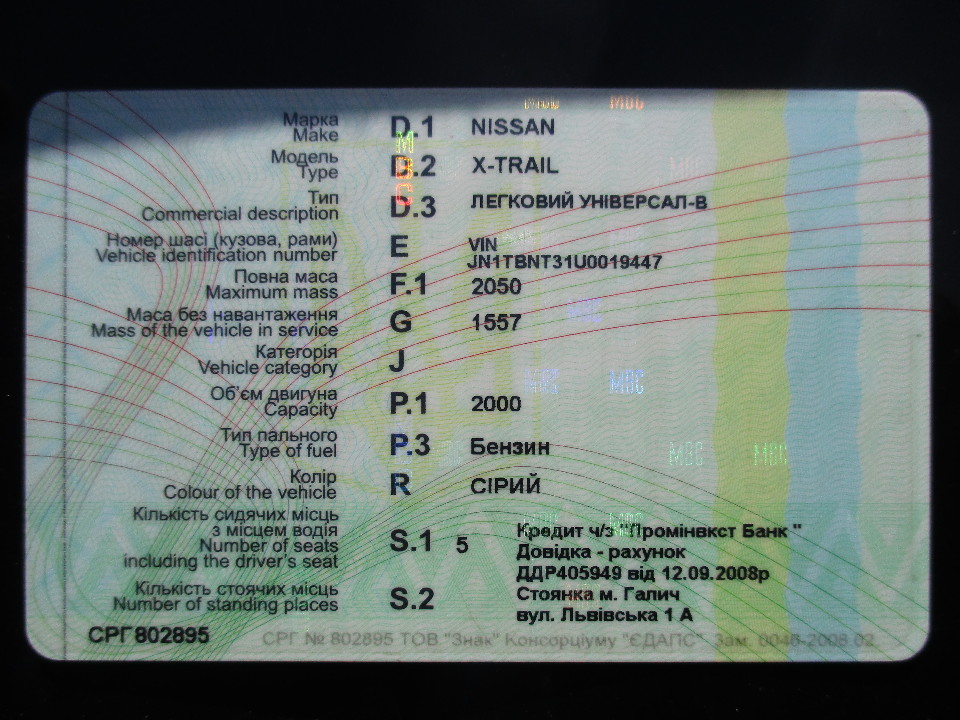 Марка
Make
D.1 NISSAN
Модель
Type
D.2 X-TRAIL
Тип
Commercial description
D.3 ЛЕГКОВИЙ УНІВЕРСАЛ-В
Номер шасі (кузова, рами)
Vehicle identification number
E VIN
JN1TBNT31U0019447
Повна маса
Maximum mass
F.1 2050
Маса без навантаження
Mass of the vehicle in service
G 1557
Категорія
Vehicle category
J
Об'єм двигуна
Capacity
P.1 2000
Тип пального
Type of fuel
P.3 Бензин
Колір
Colour of the vehicle
R СІРИЙ
Кількість сидячих місць
з місцем водія
Number of seats
including the driver's seat
S.1 5
Кредит ч/з "Промінвкст Банк "
Довідка - рахунок
ДДР405949 від 12.09.2008р
Стоянка м. Галич
вул. Львівська 1 А
Кількість стоячих місць
Number of standing places
S.2
СРГ802895
СРГ № 802895 ТОВ "Знак" Консорціуму "ЄДАПС" Зам. 0046-2008 02
МВС